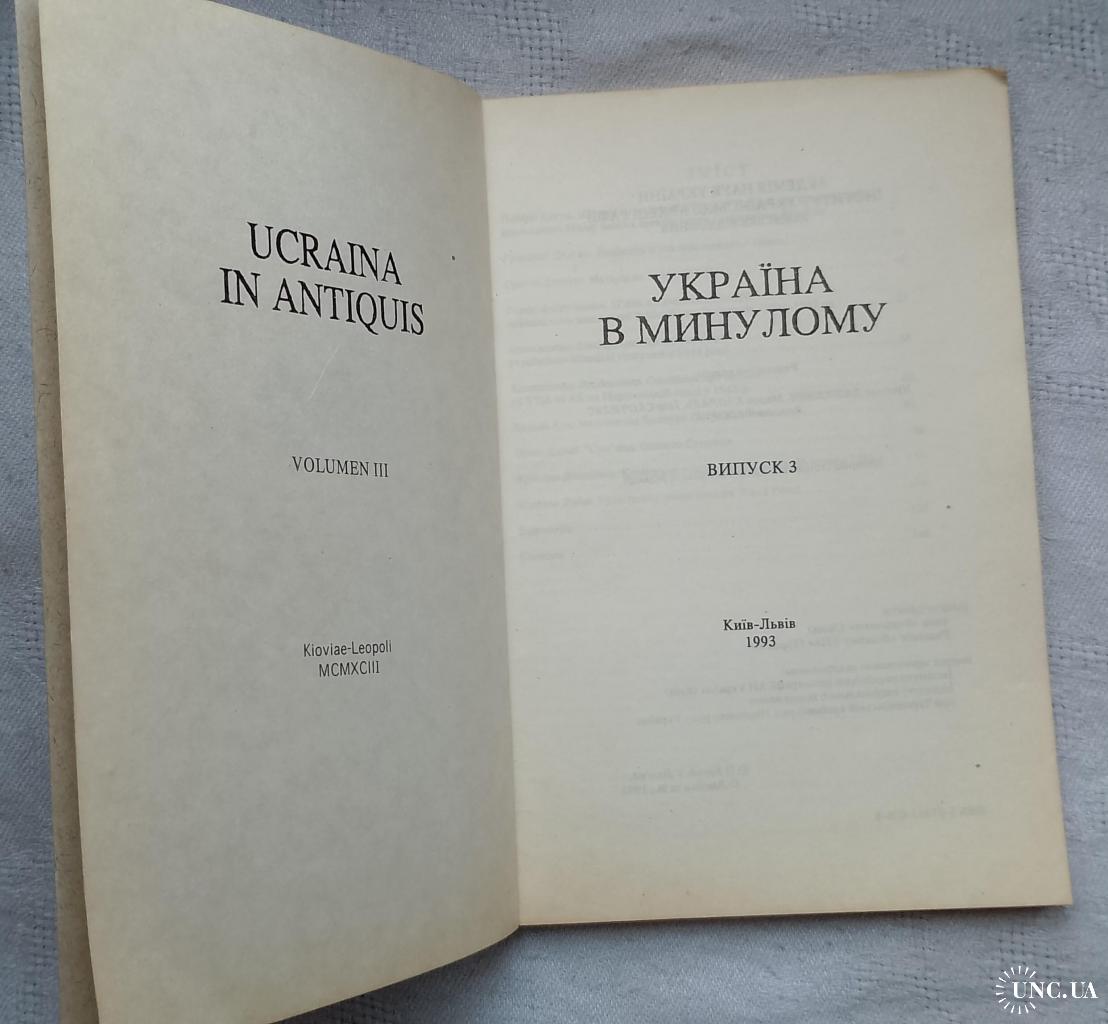 UCRAINA
IN ANTIQUIS
VOLUMEN III
Kioviae-Leopoli
MCMXCIII
УКРАЇНА
В МИНУЛОМУ
ВИПУСК 3
Київ-Львів
1993
UNC.UA